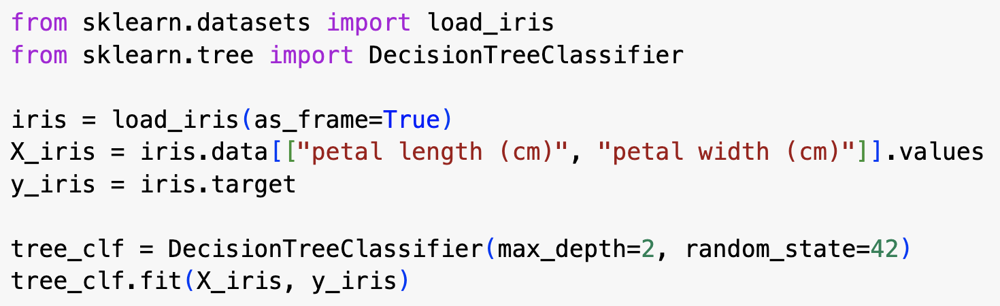 from sklearn.datasets import load_iris
from sklearn.tree import DecisionTreeClassifier
iris = load_iris(as_frame=True)
X_iris = iris.data[["petal length (cm)", "petal width (cm)"]].values
y_iris = iris.target
tree_clf = DecisionTreeClassifier(max_depth=2, random_state=42)
tree_clf.fit(X_iris, y_iris)